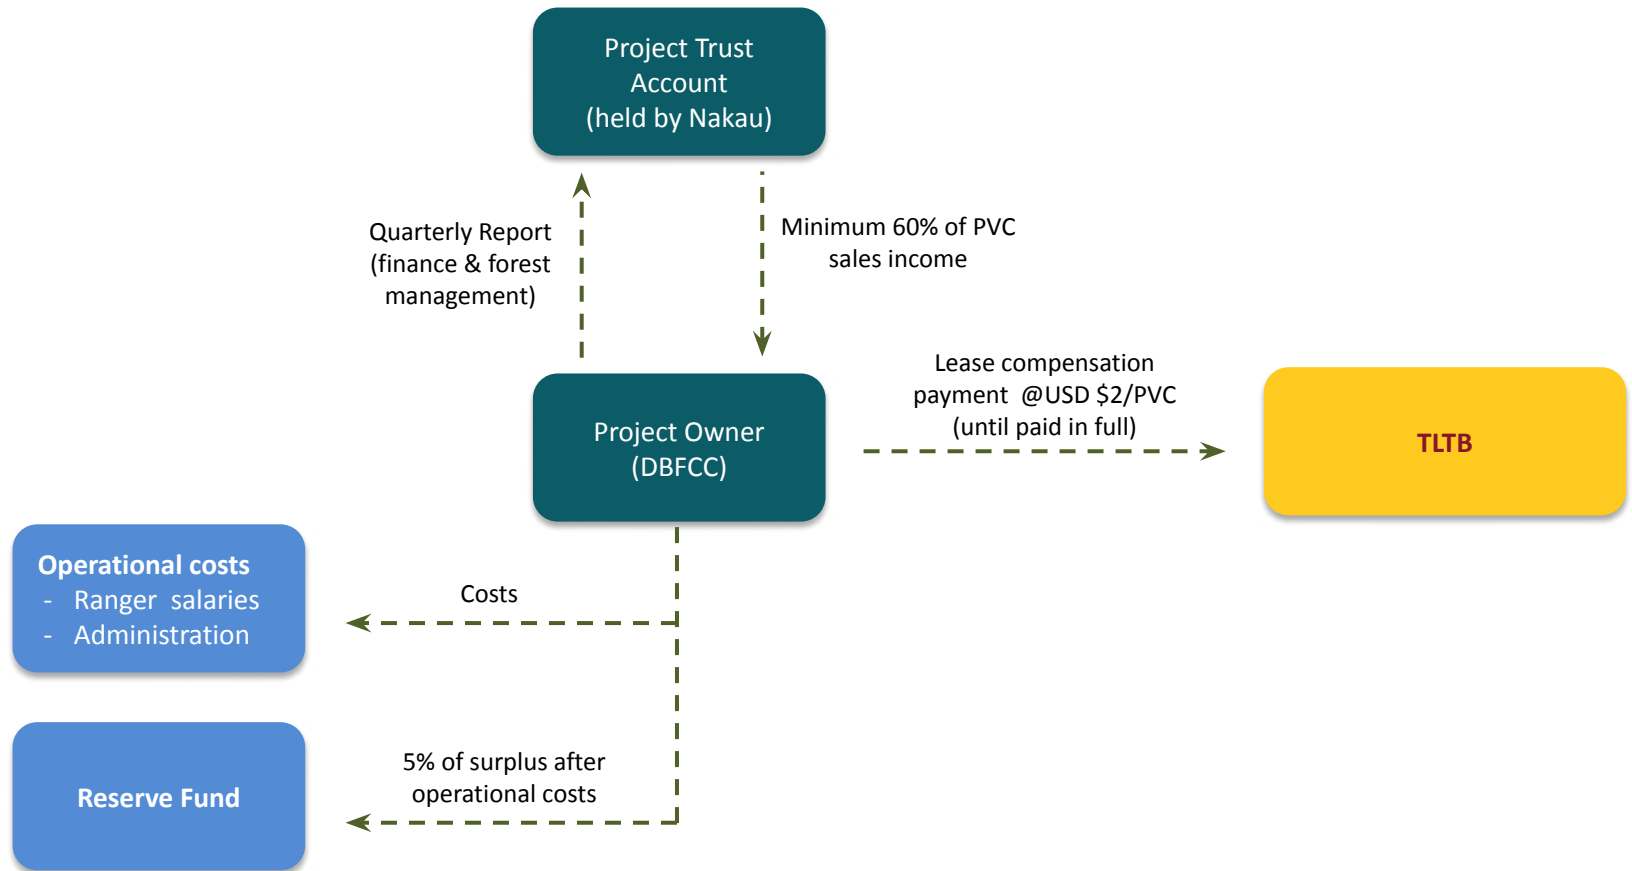 Project Trust
Account
(held by Nakau)
Quarterly Report
(finance & forest
management)
Minimum 60% of PVC
sales income
Project Owner
(DBFCC)
Lease compensation
payment  @USD $2/PVC
(until paid in full)
TLTB
Operational costs
- Ranger  salaries
- Administration
Costs
5% of surplus after
operational costs
Reserve Fund